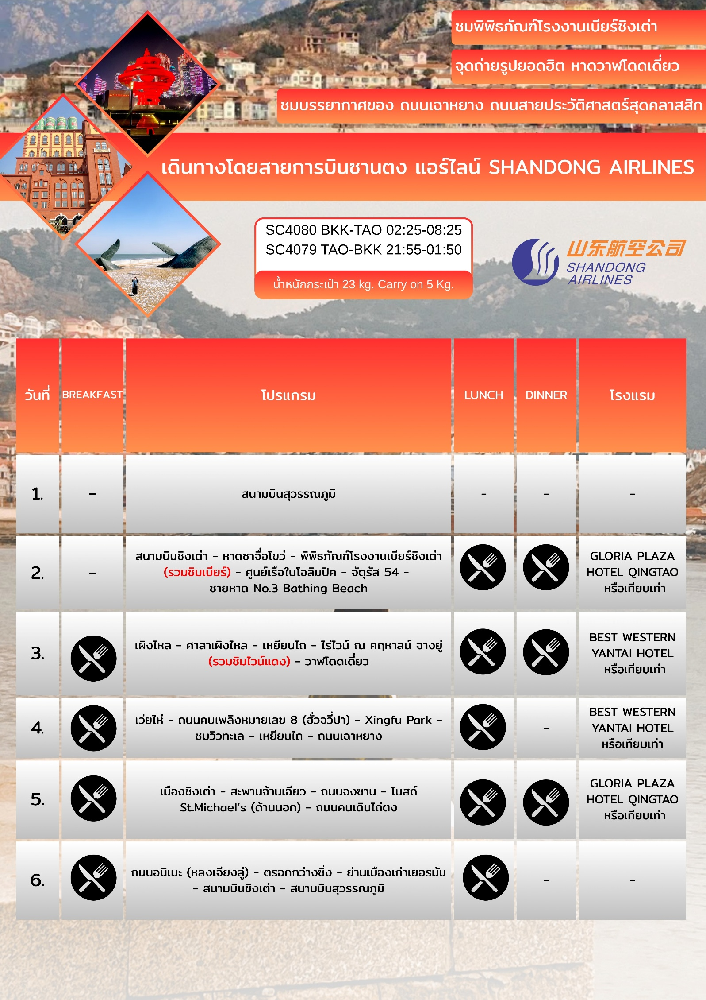 ชมพิพิธภัณฑ์โรงงานเบียร์ชิงเต่า
จุดถ่ายรูปยอดฮิต หาดวาฬโดดเดี่ยว
ชมบรรยากาศของ ถนนเฉาหยาง ถนนสายประวัติศาสตร์สุดคลาสสิก
เดินทางโดยสายการบินซานตง แอร์ไลน์ SHANDONG AIRLINES
SC4080 BKK-TAO 02:25-08:25
SC4079 TAO-BKK 21:55-01:50
น้ำหนักกระเป๋า 23 kg. Carry on 5 Kg.
山东航空公司
SHANDONG
AIRLINES
วันที่ BREAKFAST โปรแกรม LUNCH DINNER โรงแรม
1. - สนามบินสุวรรณภูมิ - - -
2. -
สนามบินชิงเต่า - หาดซาจื่อโขว่ - พิพิธภัณฑ์โรงงานเบียร์ชิงเต่า
(รวมชิมเบียร์) - ศูนย์เรือใบโอลิมปิค - จัตุรัส 54 -
ชายหาด No.3 Bathing Beach
GLORIA PLAZA
HOTEL QINGTAO
หรือเทียบเท่า
3.
เผิงไหล - ศาลาเผิงไหล - เหยียนไถ - ไร่ไวน์ ณ คฤหาสน์ จางยู่
(รวมชิมไวน์แดง) - วาฬโดดเดี่ยว
BEST WESTERN
YANTAI HOTEL
หรือเทียบเท่า
4.
เว่ยไห่ - ถนนคบเพลิงหมายเลข 8 (ฮั่วจวี่ปา) - Xingfu Park -
ชมวิวทะเล - เหยียนไถ - ถนนเฉาหยาง
-
BEST WESTERN
YANTAI HOTEL
หรือเทียบเท่า
5.
เมืองชิงเต่า - สะพานจ้านเฉียว - ถนนจงซาน - โบสถ์
St.Michael’s (ด้านนอก) - ถนนคนเดินไถ่ตง
GLORIA PLAZA
HOTEL QINGTAO
หรือเทียบเท่า
6.
ถนนอนิเมะ (หลงเจียงลู่) - ตรอกกว่างซิ่ง - ย่านเมืองเก่าเยอรมัน
- สนามบินชิงเต่า - สนามบินสุวรรณภูมิ
- -